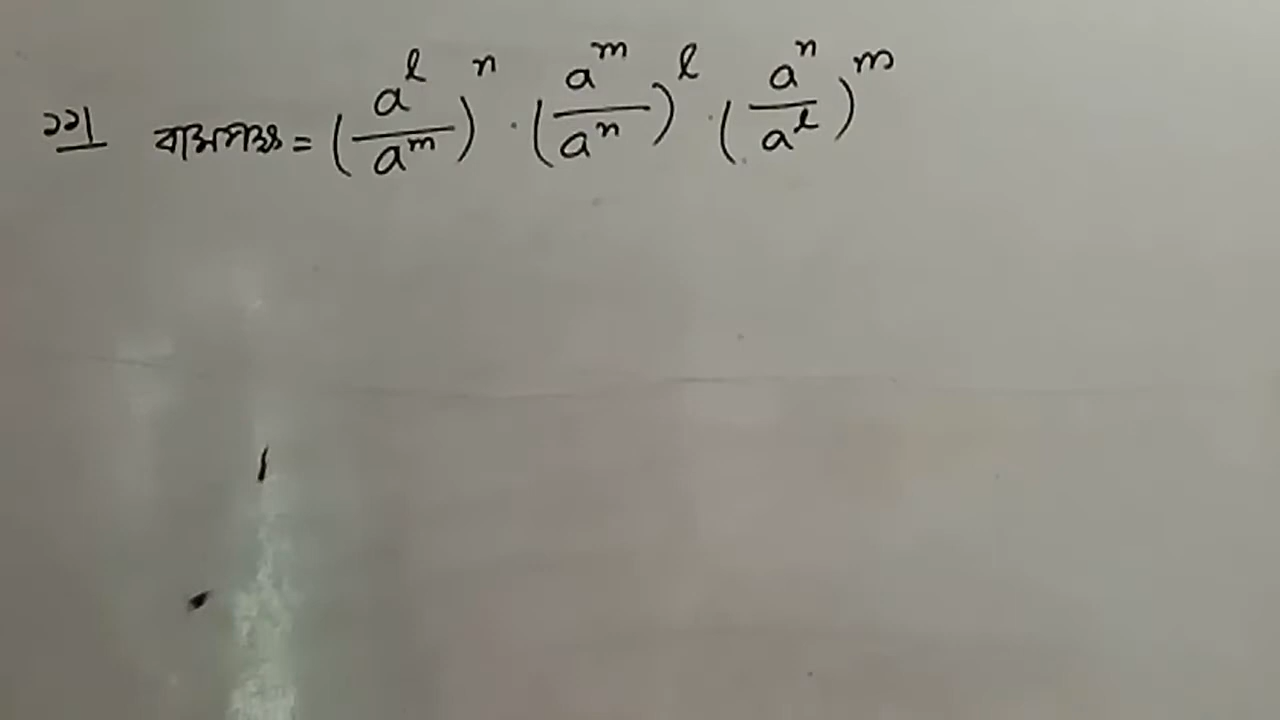 ১১। বামপক্ষ = (a^l/a^m)^n · (a^m/a^n)^l · (a^n/a^l)^m